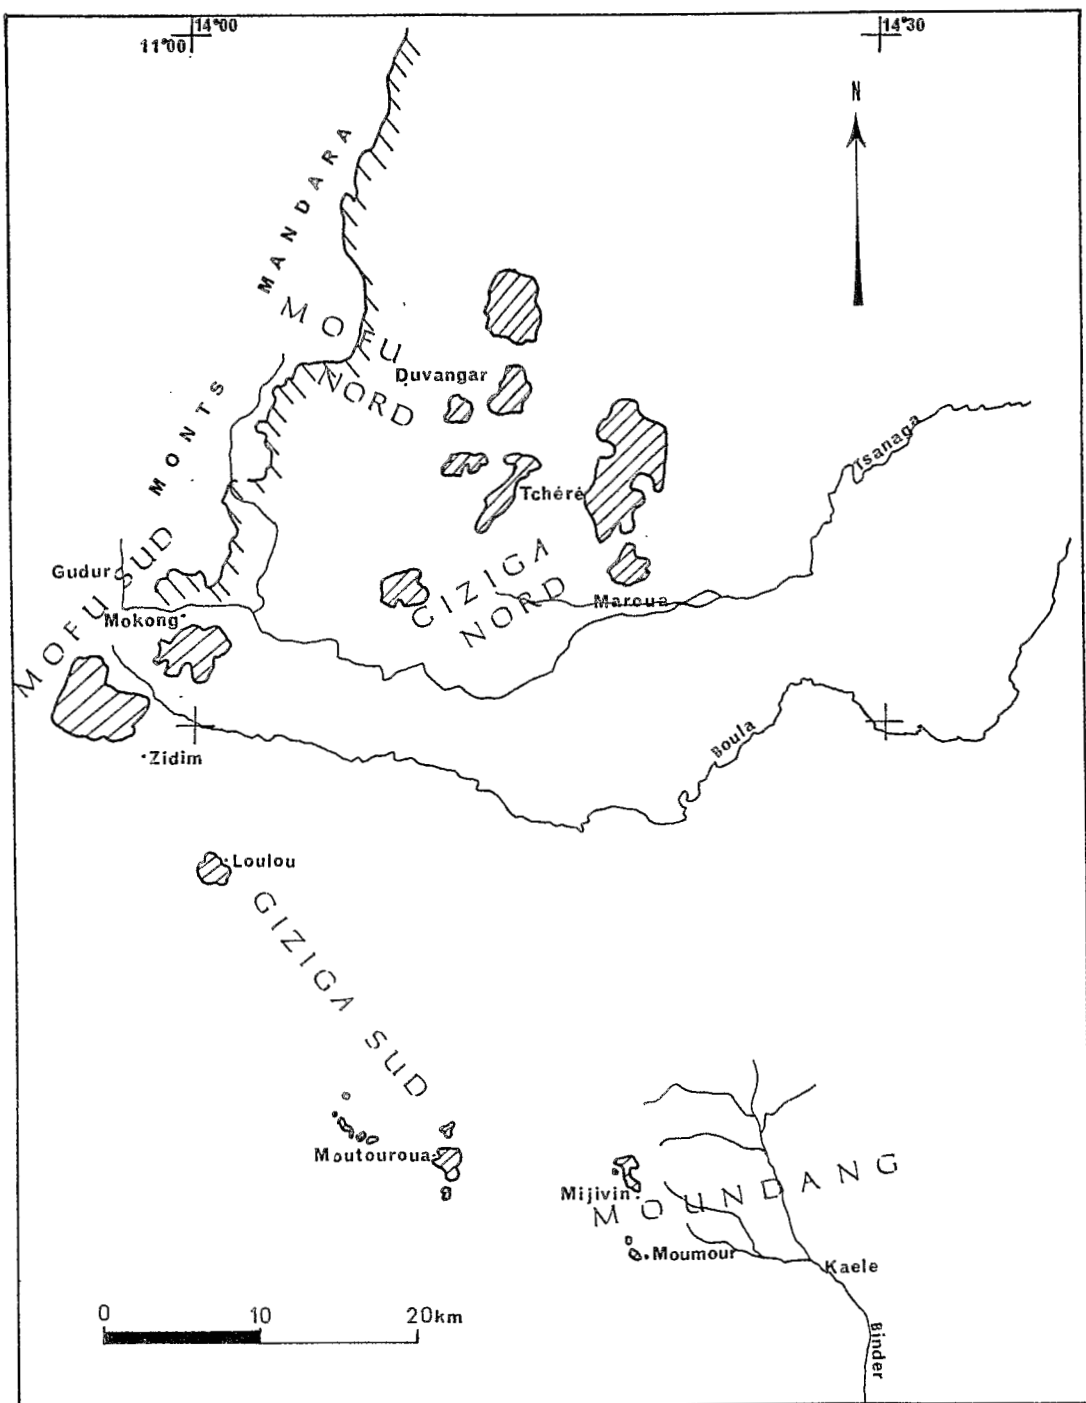 14°00
11°00
14°30
N
MONTS MANDARA
MOFU
NORD
Duvangar
Tsanaga
Tchéré
MOFU SUD
Gudur
GIZIGA
NORD
Maroua
Mokong
Boula
Zidim
Loulou
GIZIGA SUD
Moutouroua
Mijivin
MOUNDANG
Moumour
Kaele
Binder
0 10 20km